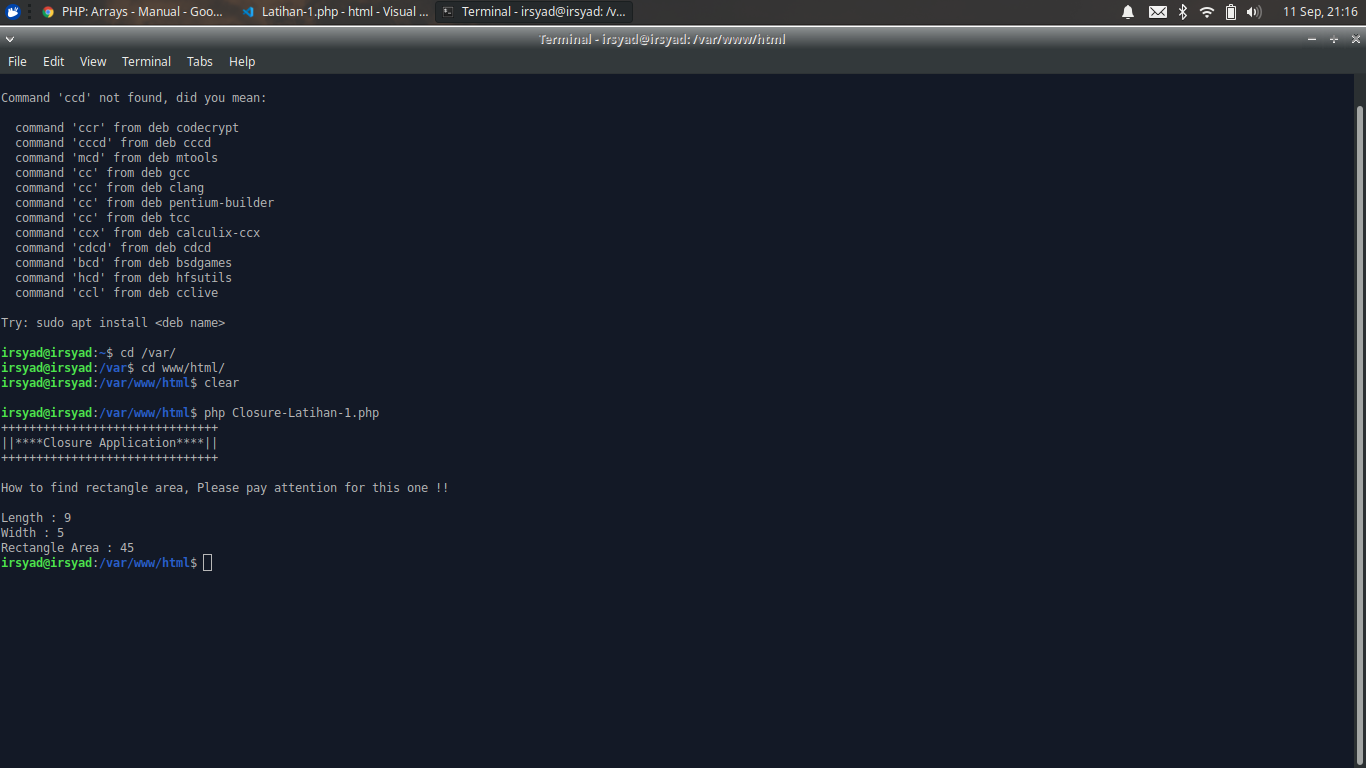 PHP: Arrays - Manual - Goo...
Latihan-1.php - html - Visual ...
Terminal - irsyad@irsyad: /v...
11 Sep, 21:16
Terminal - irsyad@irsyad: /var/www/html
File Edit View Terminal Tabs Help
Command 'ccd' not found, did you mean:
command 'ccr' from deb codecrypt
command 'cccd' from deb cccd
command 'mcd' from deb mtools
command 'cc' from deb gcc
command 'cc' from deb clang
command 'cc' from deb pentium-builder
command 'cc' from deb tcc
command 'ccx' from deb calculix-ccx
command 'cdcd' from deb cdcd
command 'bcd' from deb bsdgames
command 'hcd' from deb hfsutils
command 'ccl' from deb cclive
Try: sudo apt install <deb name>
irsyad@irsyad:~$ cd /var/
irsyad@irsyad:/var$ cd www/html/
irsyad@irsyad:/var/www/html$ clear
irsyad@irsyad:/var/www/html$ php Closure-Latihan-1.php
+++++++++++++++++++++++++++++++
||****Closure Application****||
+++++++++++++++++++++++++++++++
How to find rectangle area, Please pay attention for this one !!
Length : 9
Width : 5
Rectangle Area : 45
irsyad@irsyad:/var/www/html$